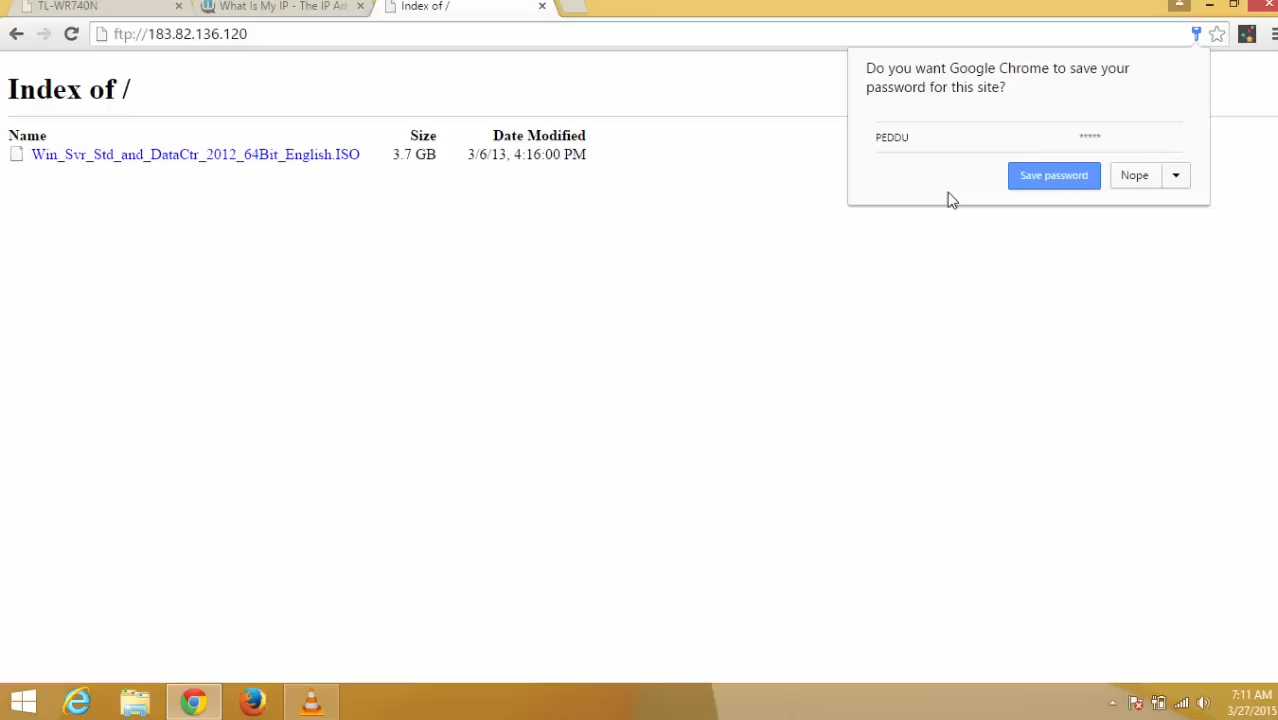 TL-WR740N
What Is My IP - The IP Ad
Index of /
ftp://183.82.136.120
Do you want Google Chrome to save your
password for this site?
PEDDU *****
Save password Nope
Index of /
Name Size Date Modified
Win_Svr_Std_and_DataCtr_2012_64Bit_English.ISO 3.7 GB 3/6/13, 4:16:00 PM
7:11 AM
3/27/2015